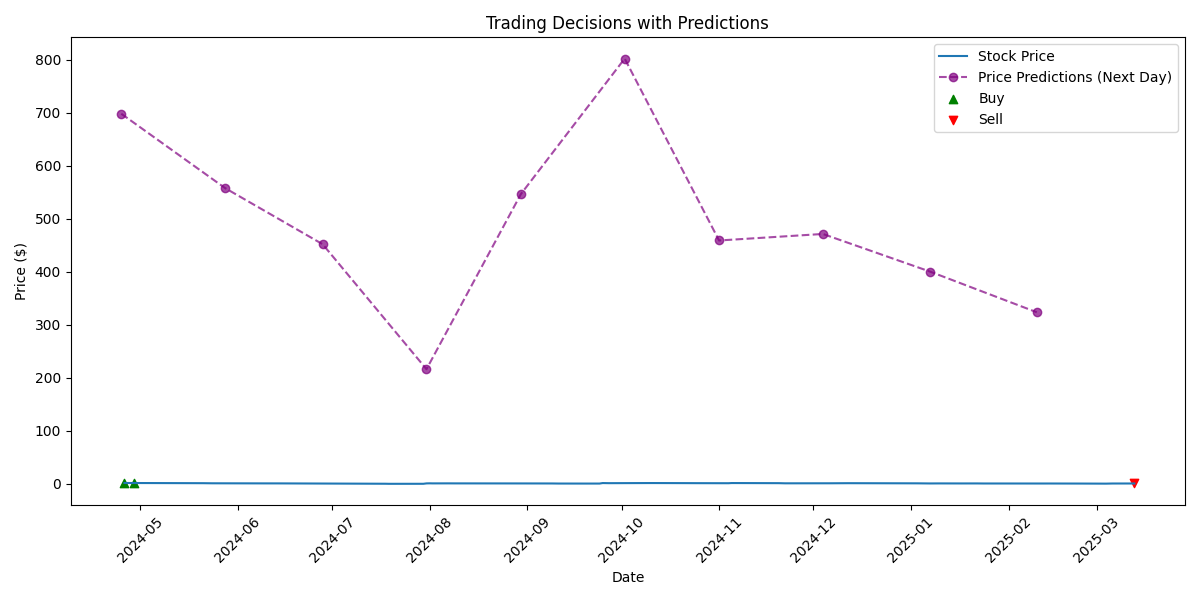 Trading Decisions with Predictions
Stock Price
Price Predictions (Next Day)
Buy
Sell
Price ($)
800
700
600
500
400
300
200
100
0
2024-05
2024-06
2024-07
2024-08
2024-09
2024-10
2024-11
2024-12
2025-01
2025-02
2025-03
Date